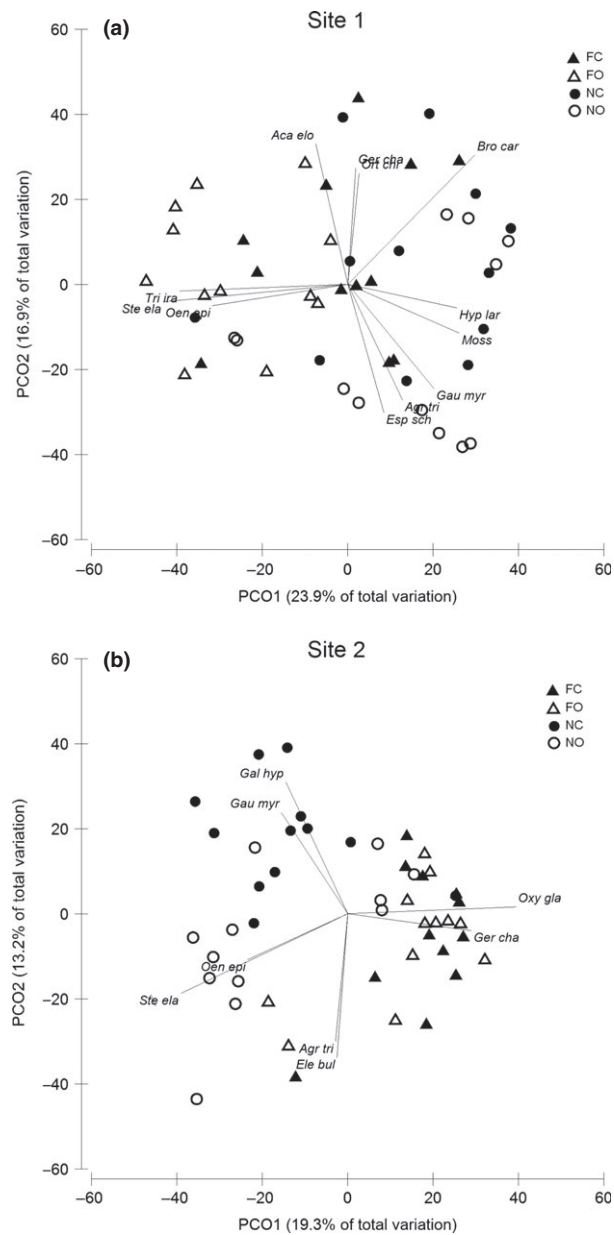 (a)
Site 1
FC
FO
NC
NO
60
40
20
0
−20
−40
−60
PCO2 (16.9% of total variation)
Aca elo
Ger cha
Ort chi
Bro car
Tri ira
Ste ela
Oen epi
Hyp lar
Moss
Gau myr
Agr tri
Esp sch
−60 −40 −20 0 20 40 60
PCO1 (23.9% of total variation)
(b)
Site 2
FC
FO
NC
NO
60
40
20
0
−20
−40
−60
PCO2 (13.2% of total variation)
Gal hyp
Gau myr
Oxy gla
Ger cha
Oen epi
Ste ela
Agr tri
Ele bul
−60 −40 −20 0 20 40 60
PCO1 (19.3% of total variation)